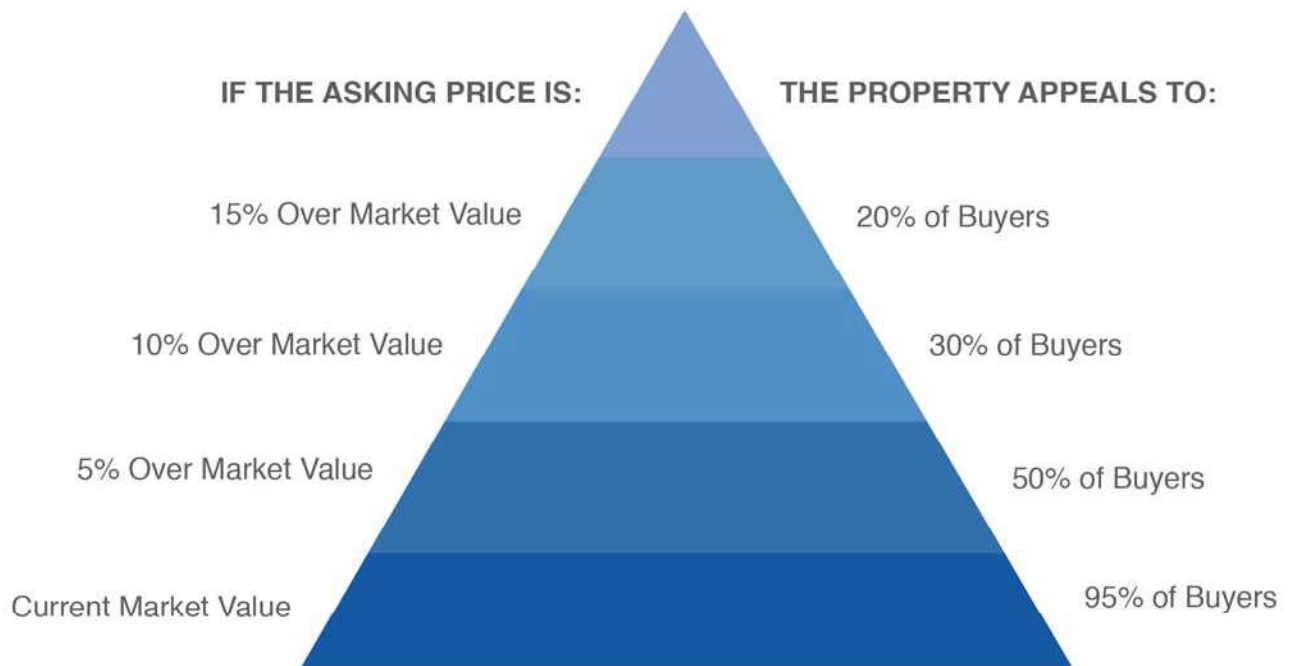 IF THE ASKING PRICE IS:
THE PROPERTY APPEALS TO:
15% Over Market Value
20% of Buyers
10% Over Market Value
30% of Buyers
5% Over Market Value
50% of Buyers
Current Market Value
95% of Buyers